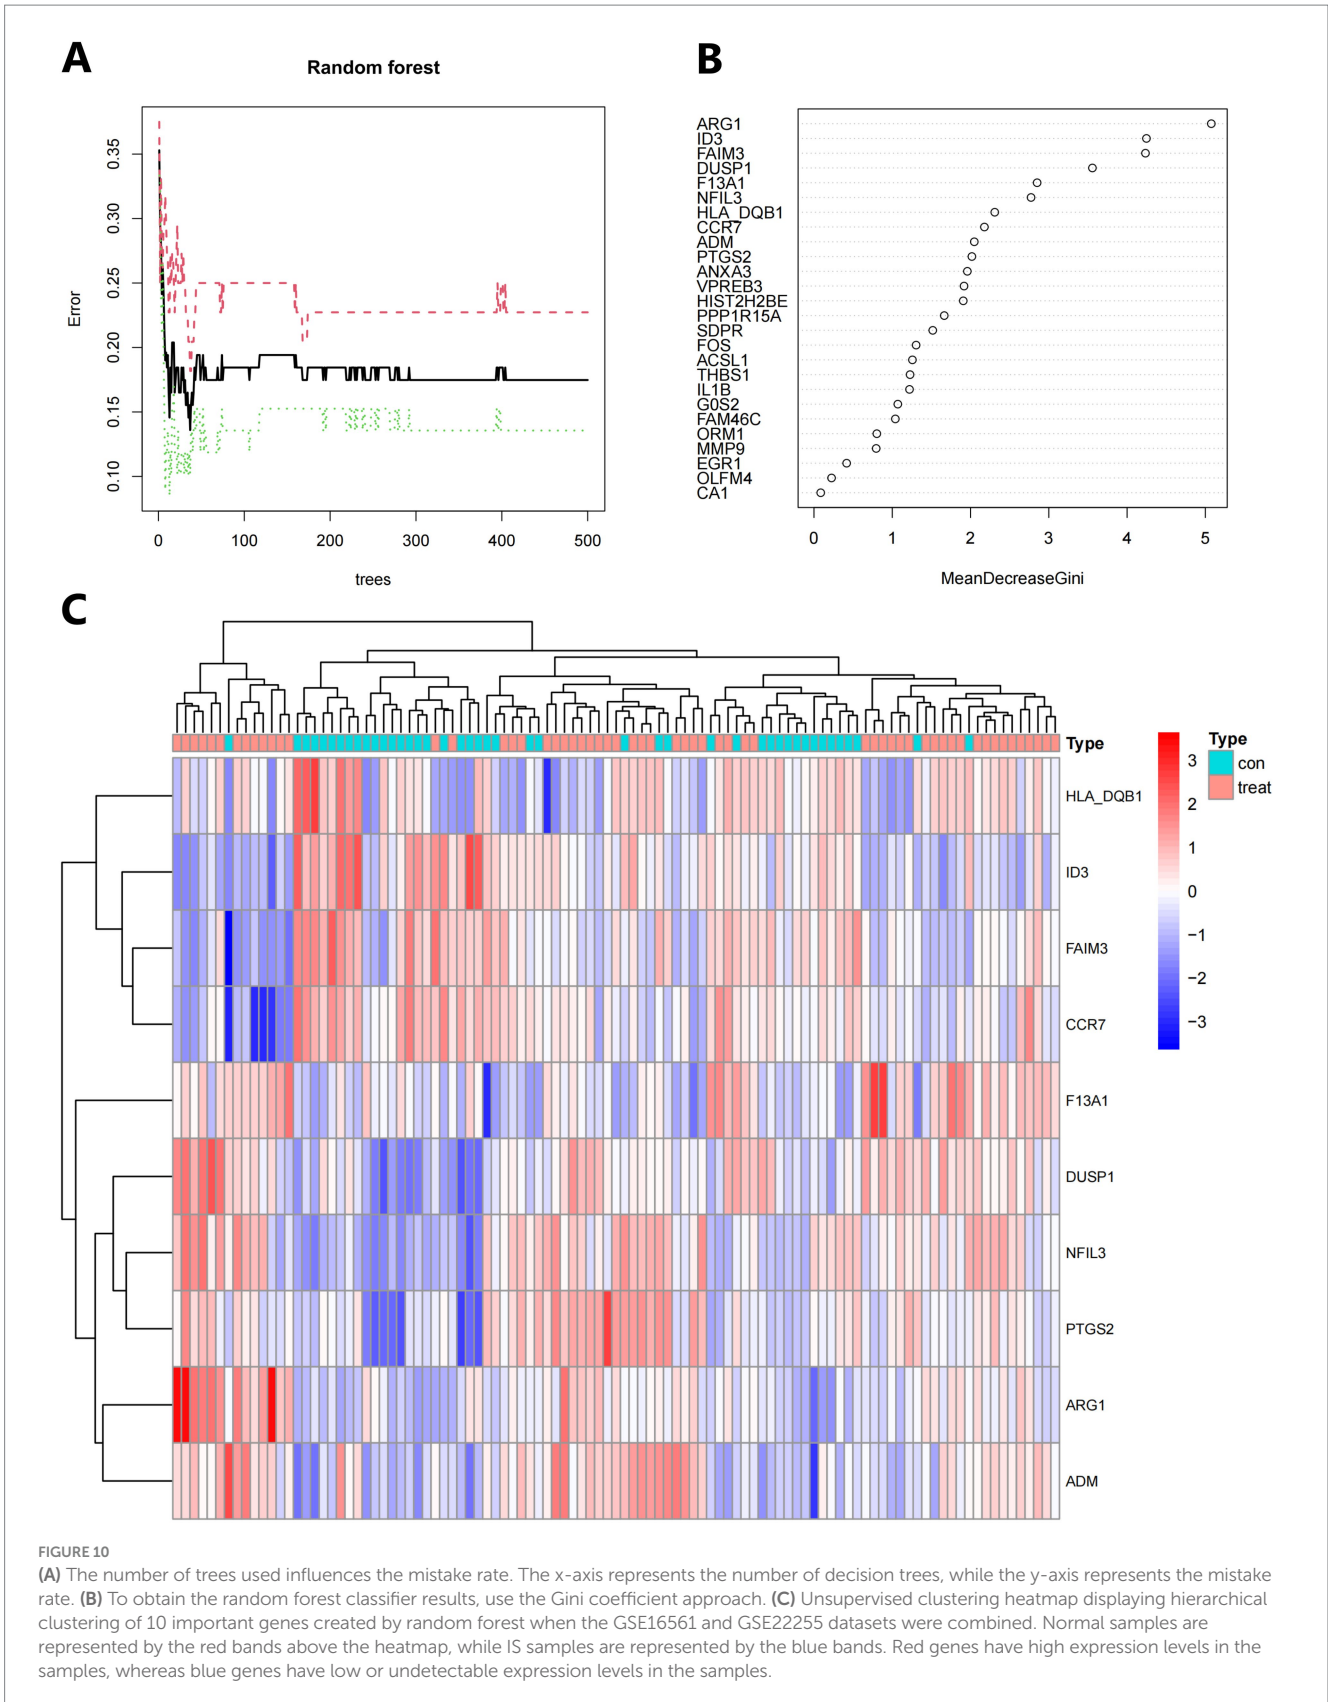 A
Random forest
Error
0.35
0.30
0.25
0.20
0.15
0.10
0 100 200 300 400 500
trees
B
ARG1
ID3
FAIM3
DUSP1
F13A1
NFIL3
HLA_DQB1
CCR7
ADM
PTGS2
ANXA3
VPREB3
HIST2H2BE
PPP1R15A
SDPR
FOS
ACSL1
THBS1
IL1B
G0S2
FAM46C
ORM1
MMP9
EGR1
OLFM4
CA1
0 1 2 3 4 5
MeanDecreaseGini
C
Type
HLA_DQB1
ID3
FAIM3
CCR7
F13A1
DUSP1
NFIL3
PTGS2
ARG1
ADM
3
2
1
0
−1
−2
−3
Type
con
treat
FIGURE 10
(A) The number of trees used influences the mistake rate. The x-axis represents the number of decision trees, while the y-axis represents the mistake
rate. (B) To obtain the random forest classifier results, use the Gini coefficient approach. (C) Unsupervised clustering heatmap displaying hierarchical
clustering of 10 important genes created by random forest when the GSE16561 and GSE22255 datasets were combined. Normal samples are
represented by the red bands above the heatmap, while IS samples are represented by the blue bands. Red genes have high expression levels in the
samples, whereas blue genes have low or undetectable expression levels in the samples.